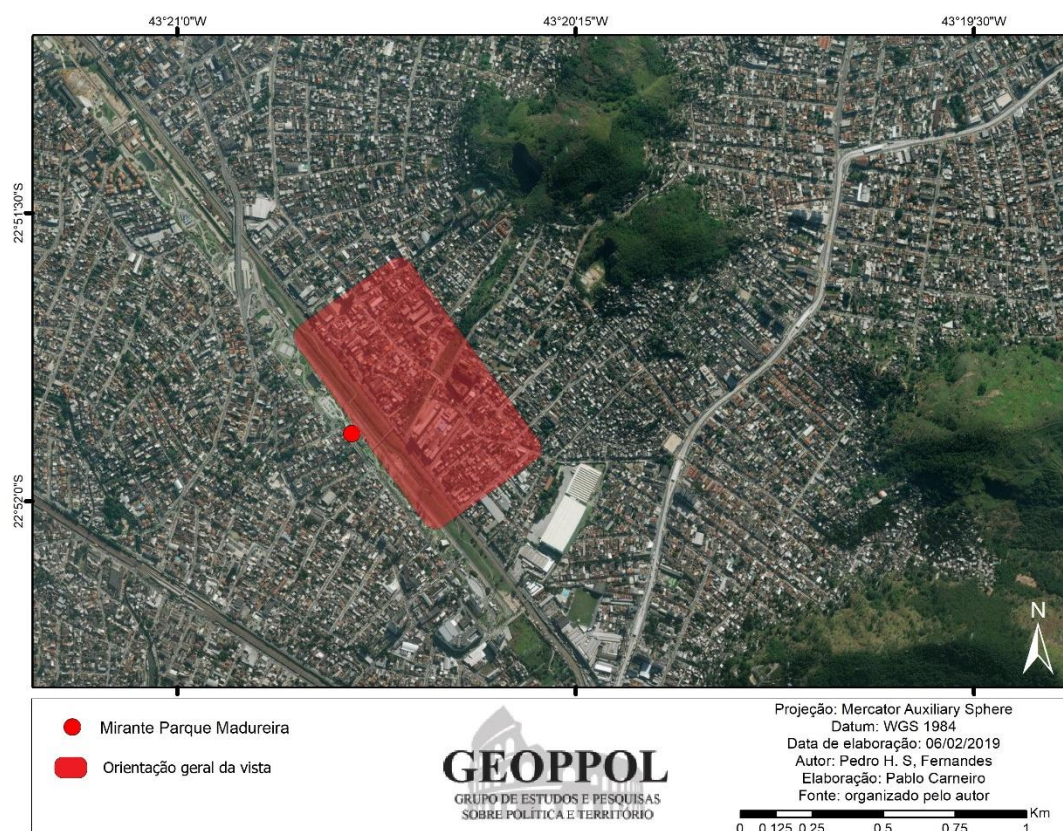 43°21'0"W
43°20'15"W
43°19'30"W
22°51'30"S
22°52'0"S
N
Mirante Parque Madureira
Orientação geral da vista
GEOPPOL
GRUPO DE ESTUDOS E PESQUISAS
SOBRE POLÍTICA E TERRITÓRIO
Projeção: Mercator Auxiliary Sphere
Datum: WGS 1984
Data de elaboração: 06/02/2019
Autor: Pedro H. S, Fernandes
Elaboração: Pablo Carneiro
Fonte: organizado pelo autor
Km
0 0.125 0.25 0.5 0.75 1